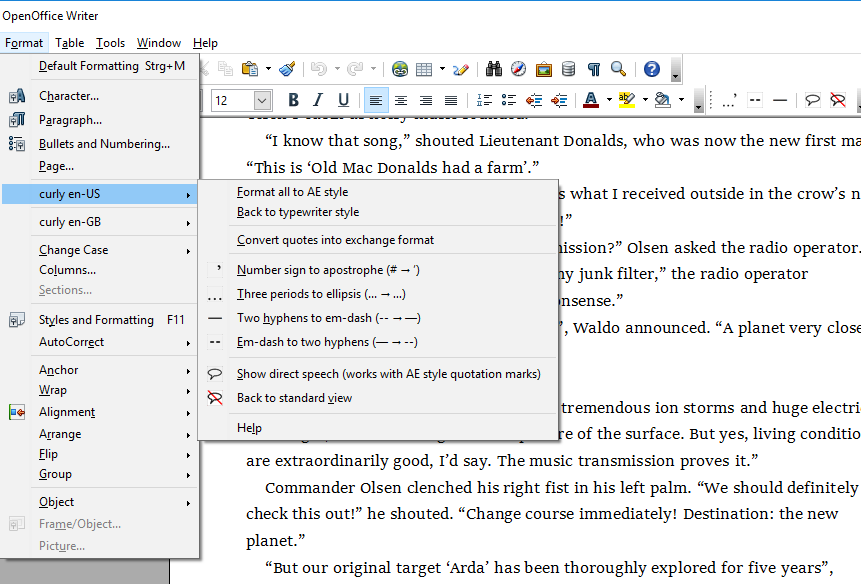 OpenOffice Writer
Format Table Tools Window Help
Default Formatting Strg+M
Character...
Paragraph...
Bullets and Numbering...
Page...
curly en-US
curly en-GB
Change Case
Columns...
Sections...
Styles and Formatting F11
AutoCorrect
Anchor
Wrap
Alignment
Arrange
Flip
Group
Object
Frame/Object...
Picture...
Format all to AE style
Back to typewriter style
Convert quotes into exchange format
Number sign to apostrophe (# → ’)
Three periods to ellipsis (... → …)
Two hyphens to em-dash (-- → —)
Em-dash to two hyphens (— → --)
Show direct speech (works with AE style quotation marks)
Back to standard view
Help
12 B I U
“I know that song,” shouted Lieutenant Donalds, who was now the new first
“This is ‘Old Mac Donalds had a farm’.”
s what I received outside in the crow’s
!”
mission?” Olsen asked the radio operator.
my junk filter,” the radio operator
onsense.”
”, Waldo announced. “A planet very close
tremendous ion storms and huge
re of the surface. But yes, living
are extraordinarily good, I’d say. The music transmission proves it.”
Commander Olsen clenched his right fist in his left palm. “We should definitely
check this out!” he shouted. “Change course immediately! Destination: the new
planet.”
“But our original target ‘Arda’ has been thoroughly explored for five years”,